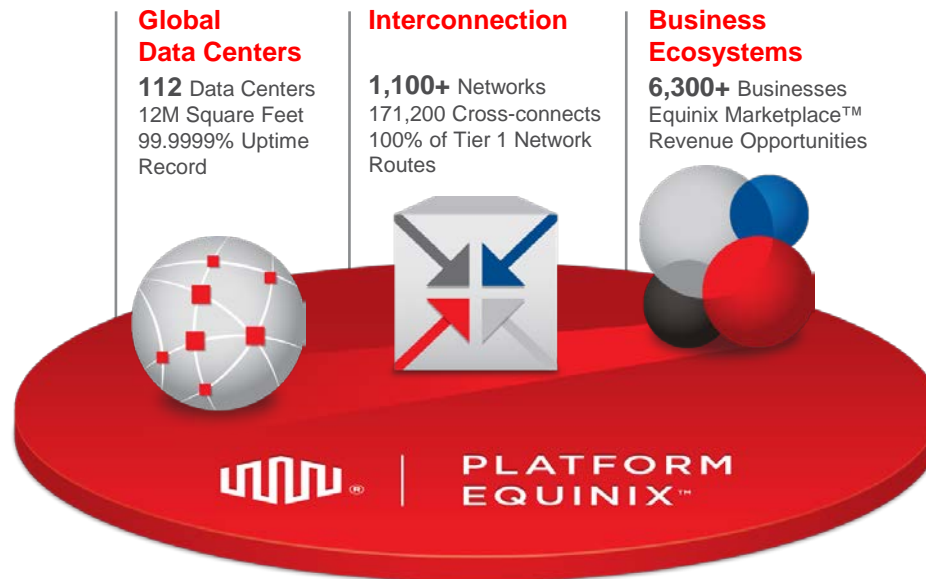 Global
Data Centers
112 Data Centers
12M Square Feet
99.9999% Uptime
Record
Interconnection
1,100+ Networks
171,200 Cross-connects
100% of Tier 1 Network
Routes
Business
Ecosystems
6,300+ Businesses
Equinix Marketplace™
Revenue Opportunities
®
PLATFORM
EQUINIX™